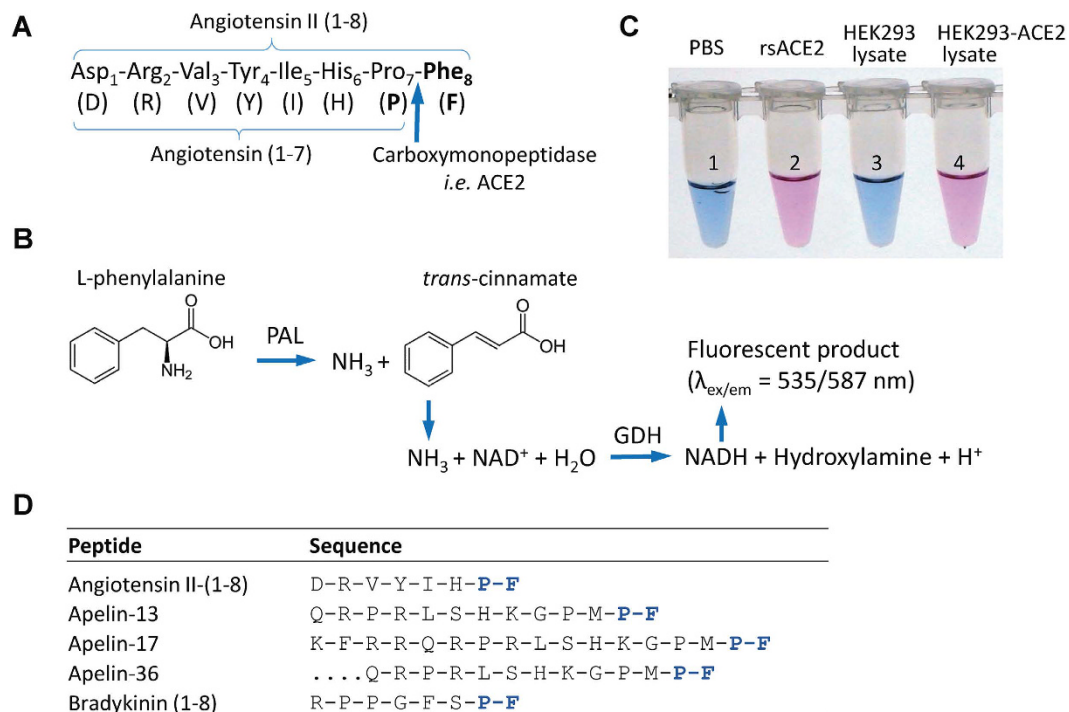 A
Angiotensin II (1-8)
Asp₁-Arg₂-Val₃-Tyr₄-Ile₅-His₆-Pro₇-Phe₈
(D) (R) (V) (Y) (I) (H) (P) (F)
Angiotensin (1-7)
Carboxymonopeptidase
i.e. ACE2
B
L-phenylalanine
O
OH
NH₂
PAL
NH₃ +
trans-cinnamate
O
OH
NH₃ + NAD⁺ + H₂O
GDH
NADH + Hydroxylamine + H⁺
Fluorescent product
(λex/em = 535/587 nm)
C
PBS
rsACE2
HEK293
lysate
HEK293-ACE2
lysate
1
2
3
4
D
Peptide Sequence
Angiotensin II-(1-8) D-R-V-Y-I-H-P-F
Apelin-13 Q-R-P-R-L-S-H-K-G-P-M-P-F
Apelin-17 K-F-R-R-Q-R-P-R-L-S-H-K-G-P-M-P-F
Apelin-36 ....Q-R-P-R-L-S-H-K-G-P-M-P-F
Bradykinin (1-8) R-P-P-G-F-S-P-F